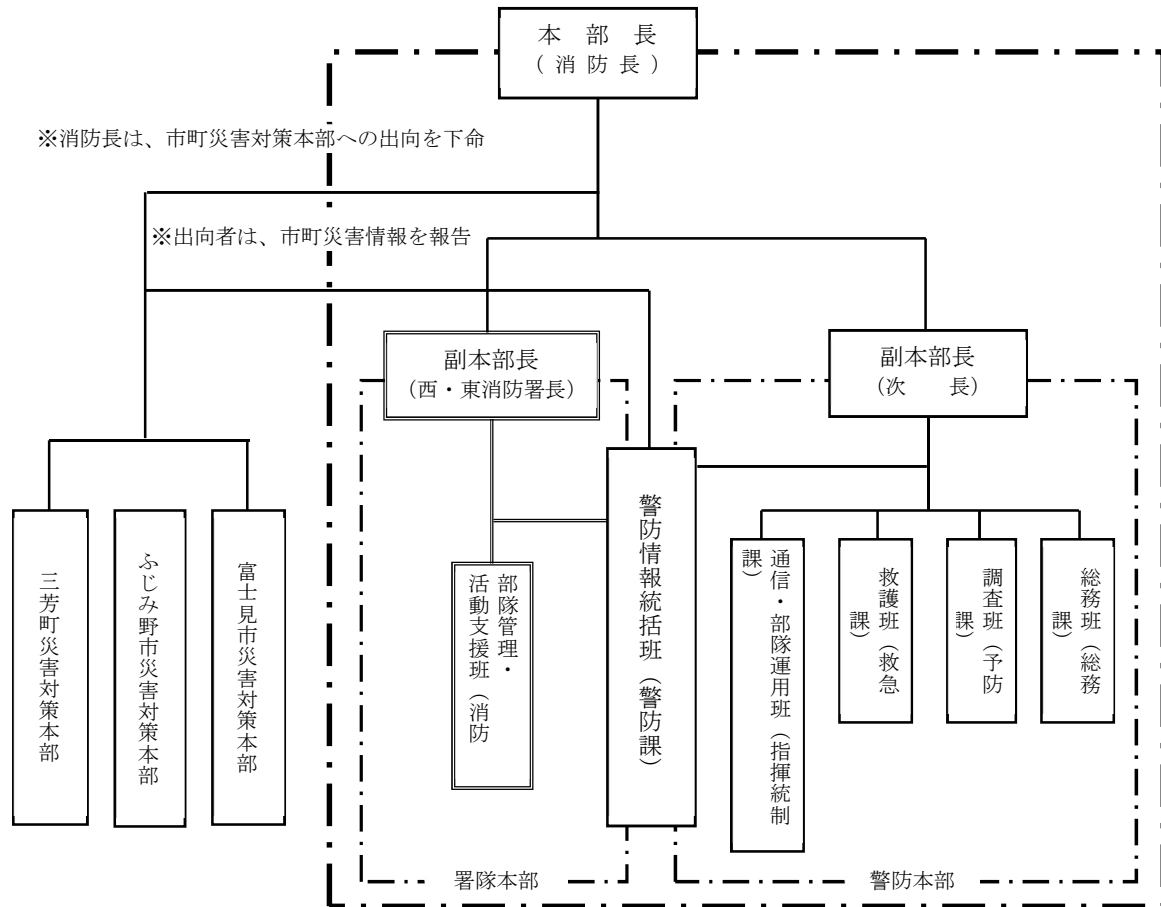 本 部 長
（ 消 防 長 ）
※消防長は、市町災害対策本部への出向を下命
※出向者は、市町災害情報を報告
副本部長
（西・東消防署長）
副本部長
（次 長）
三芳町災害対策本部
ふじみ野市災害対策本部
富士見市災害対策本部
部隊管理・
活動支援班（消防
警防情報統括班（警防課）
通信・部隊運用班（指揮統制
課）
救護班（救急
課）
調査班（予防
課）
総務班（総務
課）
署隊本部
警防本部